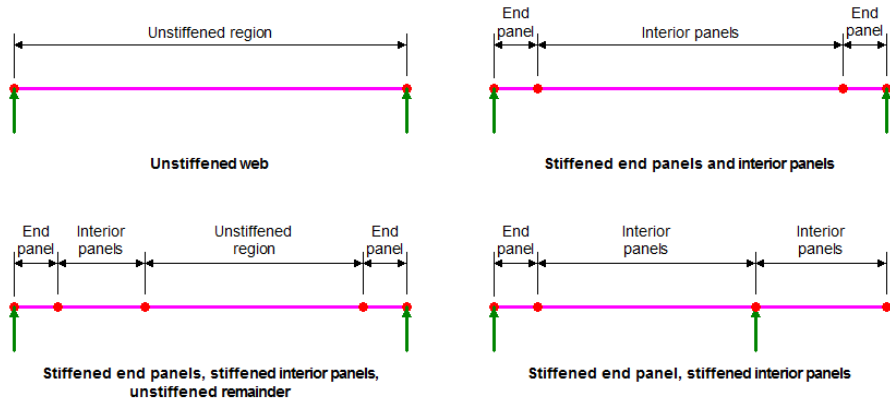 Unstiffened region
Unstiffened web
End
panel
Interior panels
End
panel
Stiffened end panels and interior panels
End
panel
Interior
panels
Unstiffened
region
End
panel
Stiffened end panels, stiffened interior panels,
unstiffened remainder
End
panel
Interior
panels
Interior
panels
Stiffened end panel, stiffened interior panels